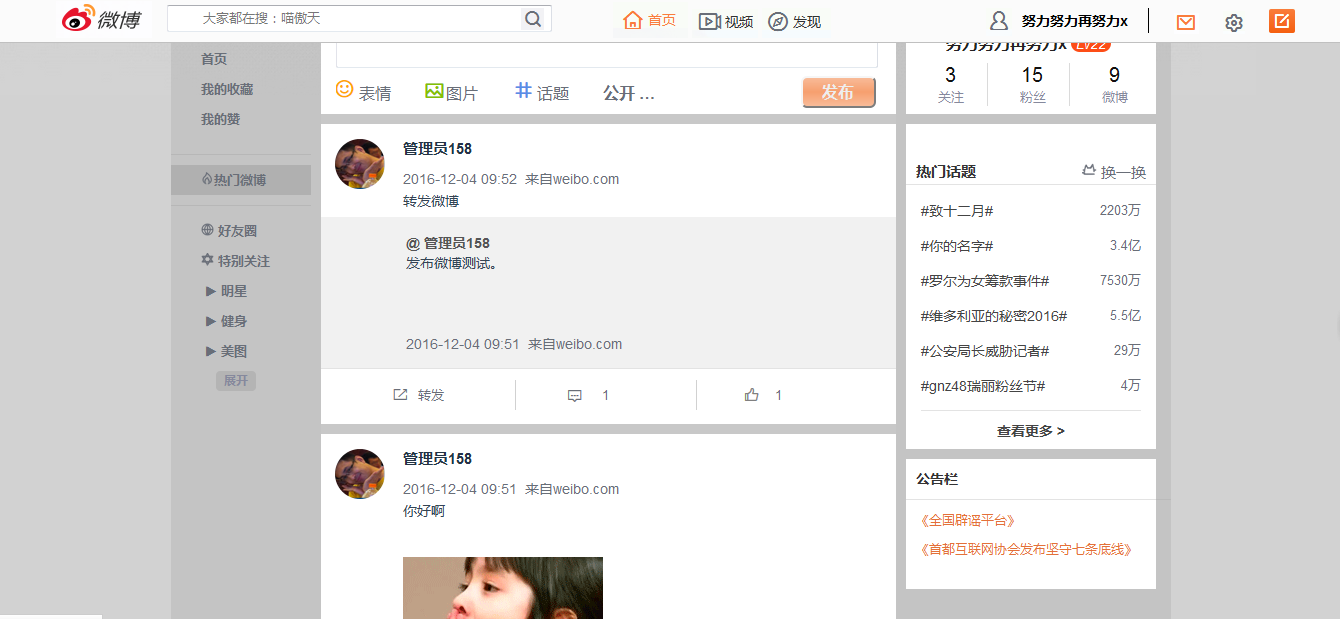 微博
大家都在搜：喵傲天
首页
视频
发现
努力努力再努力x
首页
我的收藏
我的赞
热门微博
好友圈
特别关注
明星
健身
美图
展开
表情
图片
话题
公开 ...
发布
管理员158
2016-12-04 09:52 来自weibo.com
转发微博
@ 管理员158
发布微博测试。
2016-12-04 09:51 来自weibo.com
转发
1
1
管理员158
2016-12-04 09:51 来自weibo.com
你好啊
努力努力再努力x Lv22
3 15 9
关注 粉丝 微博
热门话题 换一换
#致十二月# 2203万
#你的名字# 3.4亿
#罗尔为女筹款事件# 7530万
#维多利亚的秘密2016# 5.5亿
#公安局长威胁记者# 29万
#gnz48瑞丽粉丝节# 4万
查看更多 >
公告栏
《全国辟谣平台》
《首都互联网协会发布坚守七条底线》